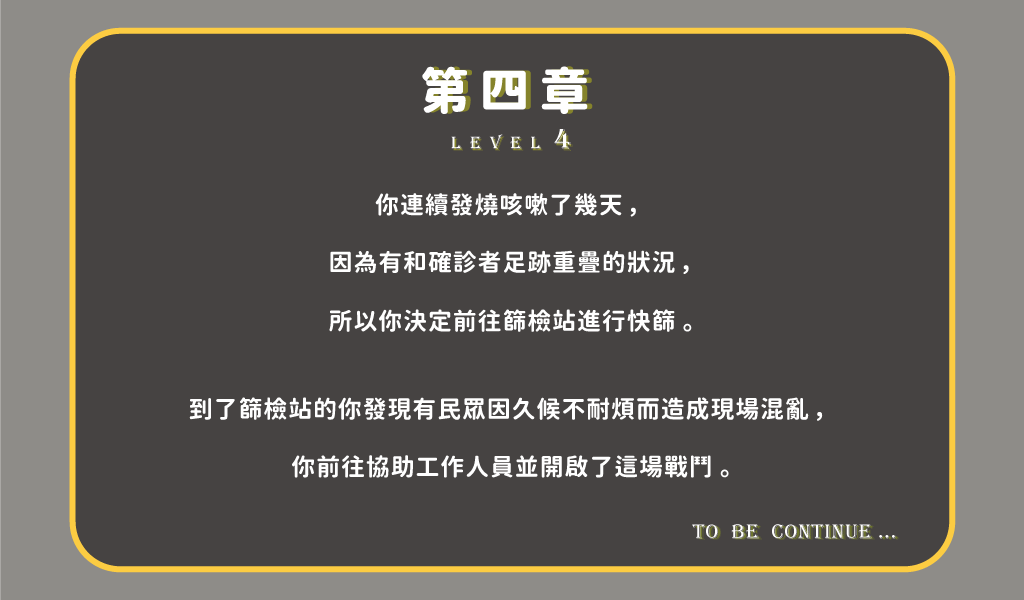 第四章
LEVEL 4
你連續發燒咳嗽了幾天，
因為有和確診者足跡重疊的狀況，
所以你決定前往篩檢站進行快篩。
到了篩檢站的你發現有民眾因久候不耐煩而造成現場混亂，
你前往協助工作人員並開啟了這場戰鬥。
TO BE CONTINUE...